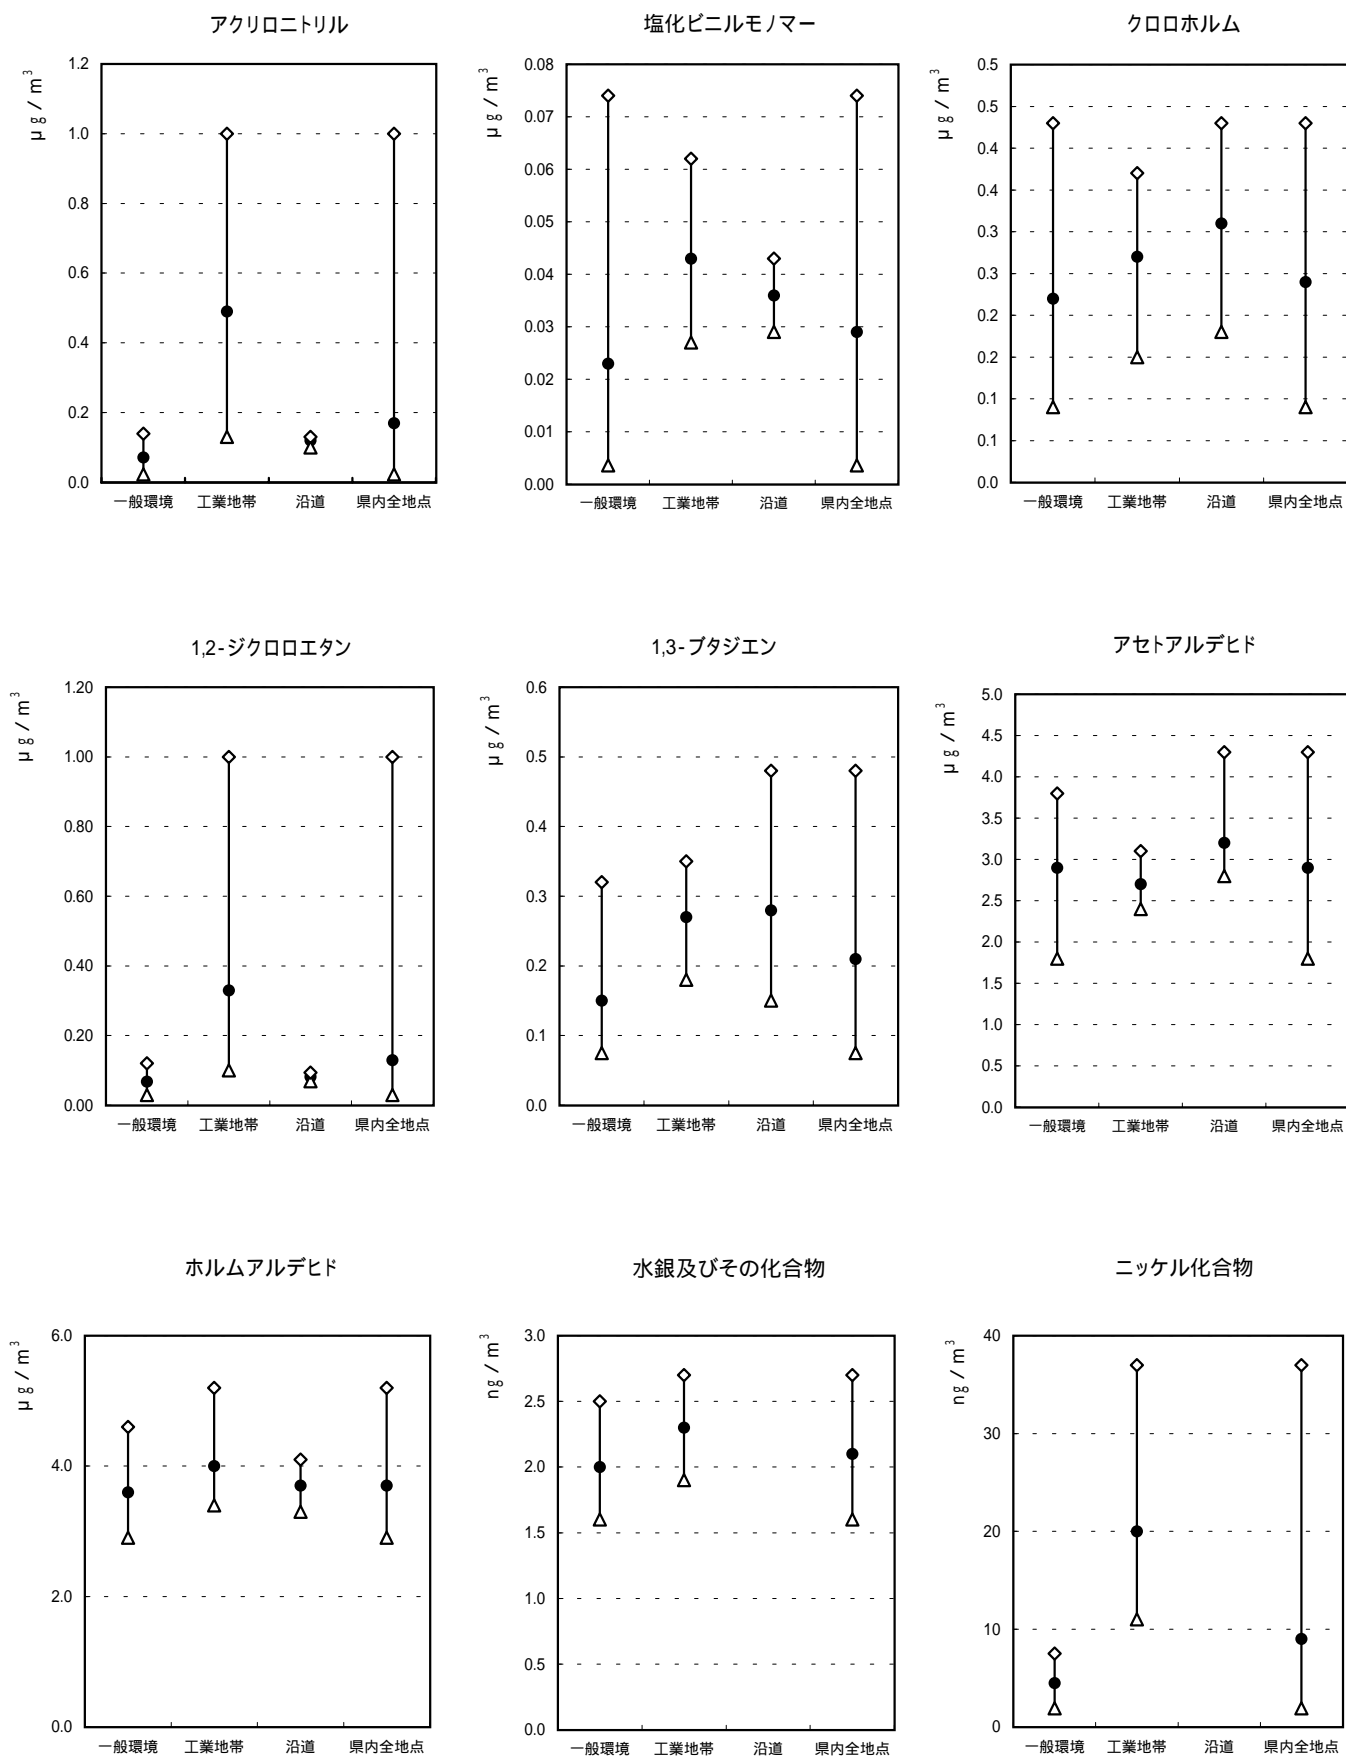 アクリロニトリル
μg/m³
1.2
1.0
0.8
0.6
0.4
0.2
0.0
一般環境 工業地帯 沿道 県内全地点
塩化ビニルモノマー
μg/m³
0.08
0.07
0.06
0.05
0.04
0.03
0.02
0.01
0.00
一般環境 工業地帯 沿道 県内全地点
クロロホルム
μg/m³
0.5
0.5
0.4
0.4
0.3
0.3
0.2
0.2
0.1
0.1
0.0
一般環境 工業地帯 沿道 県内全地点
1,2-ジクロロエタン
μg/m³
1.20
1.00
0.80
0.60
0.40
0.20
0.00
一般環境 工業地帯 沿道 県内全地点
1,3-ブタジエン
μg/m³
0.6
0.5
0.4
0.3
0.2
0.1
0.0
一般環境 工業地帯 沿道 県内全地点
アセトアルデヒド
μg/m³
5.0
4.5
4.0
3.5
3.0
2.5
2.0
1.5
1.0
0.5
0.0
一般環境 工業地帯 沿道 県内全地点
ホルムアルデヒド
μg/m³
6.0
4.0
2.0
0.0
一般環境 工業地帯 沿道 県内全地点
水銀及びその化合物
ng/m³
3.0
2.5
2.0
1.5
1.0
0.5
0.0
一般環境 工業地帯 沿道 県内全地点
ニッケル化合物
ng/m³
40
30
20
10
0
一般環境 工業地帯 沿道 県内全地点